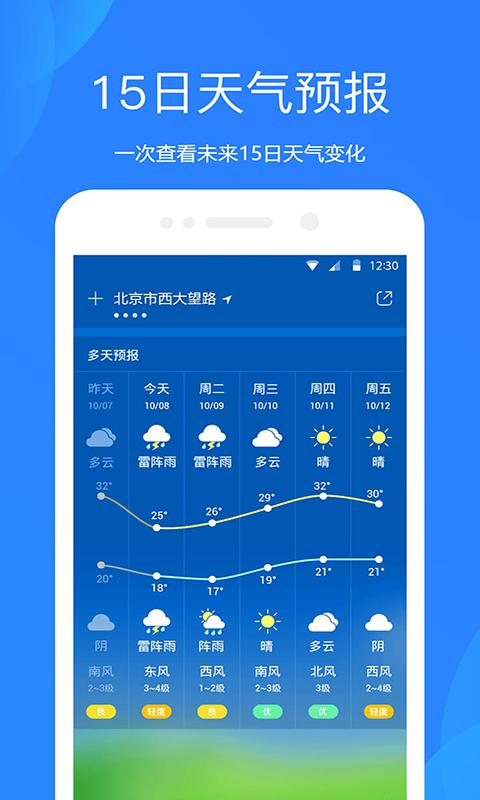 15日天气预报
一次查看未来15日天气变化
12:30
北京市西大望路
多天预报
昨天 今天 周二 周三 周四 周五
10/07 10/08 10/09 10/10 10/11 10/12
多云 雷阵雨 雷阵雨 多云 晴 晴
32° 25° 26° 29° 32° 30°
20° 18° 17° 19° 21° 21°
阴 雷阵雨 阵雨 晴 多云 阴
南风 东风 西风 南风 北风 西风
2~3级 3~4级 1~2级 4~5级 3级 2~4级
良 轻度 良 优 优 轻度